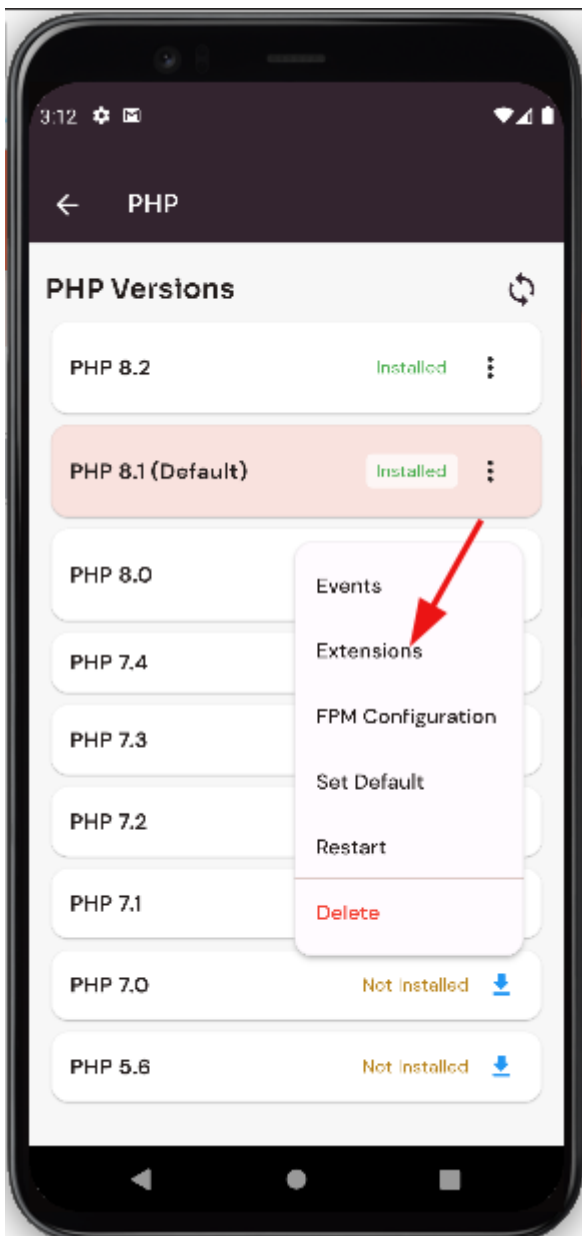 3:12
PHP
PHP Versions
PHP 8.2 Installed
PHP 8.1 (Default) Installed
PHP 8.0
Events
Extensions
PHP 7.4
FPM Configuration
PHP 7.3
Set Default
PHP 7.2
Restart
PHP 7.1
Delete
PHP 7.0 Not Installed
PHP 5.6 Not Installed